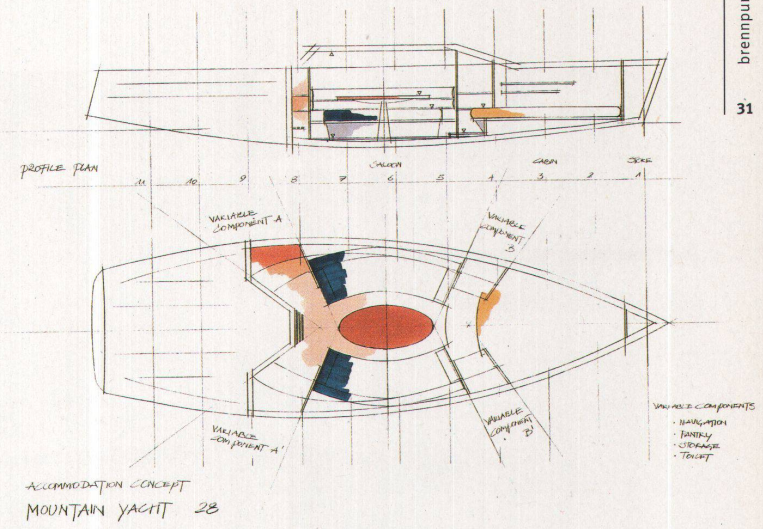 brennpun
31
PROFILE PLAN
SALOON
CABIN
11 10 9 8 7 6 5 4 3 2 1
VARIABLE
COMPONENT A
VARIABLE
COMPONENT
B
VARIABLE
COMPONENT A'
VARIABLE
COMPONENT
B'
VARIABLE COMPONENTS
· NAVIGATION
· PANTRY
· STORAGE
· TOILET
ACCOMMODATION CONCEPT
MOUNTAIN YACHT 28